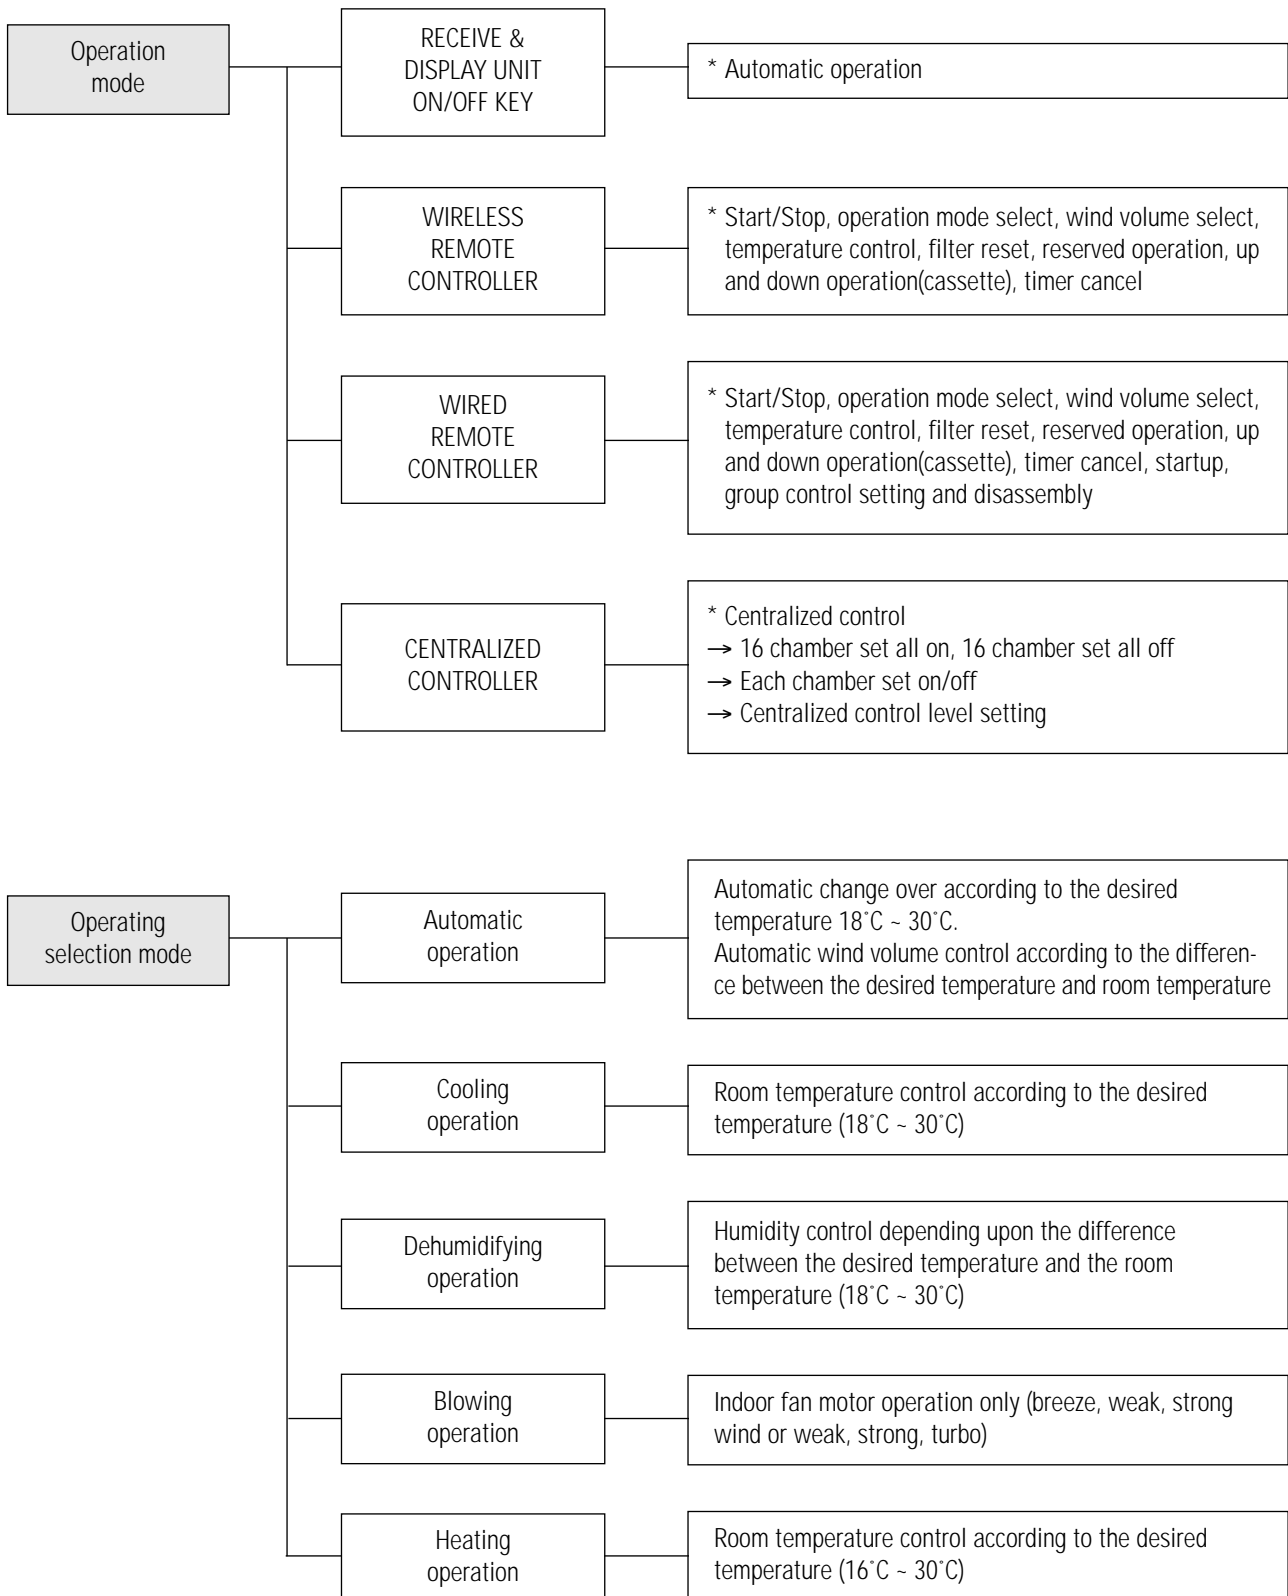 Operation
mode
RECEIVE &
DISPLAY UNIT
ON/OFF KEY
* Automatic operation
WIRELESS
REMOTE
CONTROLLER
* Start/Stop, operation mode select, wind volume select,
temperature control, filter reset, reserved operation, up
and down operation(cassette), timer cancel
WIRED
REMOTE
CONTROLLER
* Start/Stop, operation mode select, wind volume select,
temperature control, filter reset, reserved operation, up
and down operation(cassette), timer cancel, startup,
group control setting and disassembly
CENTRALIZED
CONTROLLER
* Centralized control
→ 16 chamber set all on, 16 chamber set all off
→ Each chamber set on/off
→ Centralized control level setting
Operating
selection mode
Automatic
operation
Automatic change over according to the desired
temperature 18˚C ~ 30˚C.
Automatic wind volume control according to the differen-
ce between the desired temperature and room temperature
Cooling
operation
Room temperature control according to the desired
temperature (18˚C ~ 30˚C)
Dehumidifying
operation
Humidity control depending upon the difference
between the desired temperature and the room
temperature (18˚C ~ 30˚C)
Blowing
operation
Indoor fan motor operation only (breeze, weak, strong
wind or weak, strong, turbo)
Heating
operation
Room temperature control according to the desired
temperature (16˚C ~ 30˚C)